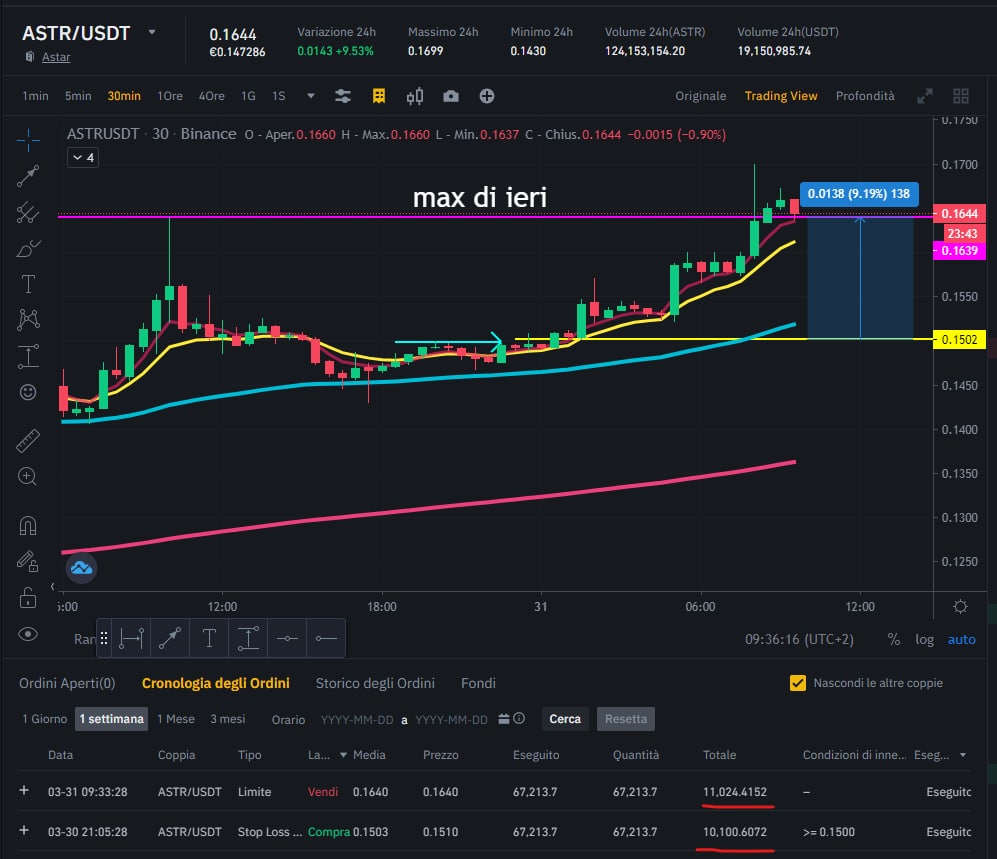 ASTR/USDT
Astar
0.1644
€0.147286
Variazione 24h
0.0143 +9.53%
Massimo 24h
0.1699
Minimo 24h
0.1430
Volume 24h(ASTR)
124,153,154.20
Volume 24h(USDT)
19,150,985.74
1min 5min 30min 1Ore 4Ore 1G 1S
Originale Trading View Profondità
ASTRUSDT · 30 · Binance O - Aper.0.1660 H - Max.0.1660 L - Min.0.1637 C - Chius.0.1644 −0.0015 (−0.90%)
4
max di ieri
0.0138 (9.19%) 138
0.1750
0.1700
0.1644
23:43
0.1639
0.1550
0.1502
0.1450
0.1400
0.1350
0.1300
0.1250
:00 12:00 18:00 31 06:00 12:00
Ran
09:36:16 (UTC+2) % log auto
Ordini Aperti(0) Cronologia degli Ordini Storico degli Ordini Fondi
Nascondi le altre coppie
1 Giorno 1 settimana 1 Mese 3 mesi Orario YYYY-MM-DD a YYYY-MM-DD Cerca Resetta
Data Coppia Tipo La... Media Prezzo Eseguito Quantità Totale Condizioni di inne... Eseg...
+ 03-31 09:33:28 ASTR/USDT Limite Vendi 0.1640 0.1640 67,213.7 67,213.7 11,024.4152 – Eseguito
+ 03-30 21:05:28 ASTR/USDT Stop Loss ... Compra 0.1503 0.1510 67,213.7 67,213.7 10,100.6072 >= 0.1500 Eseguito